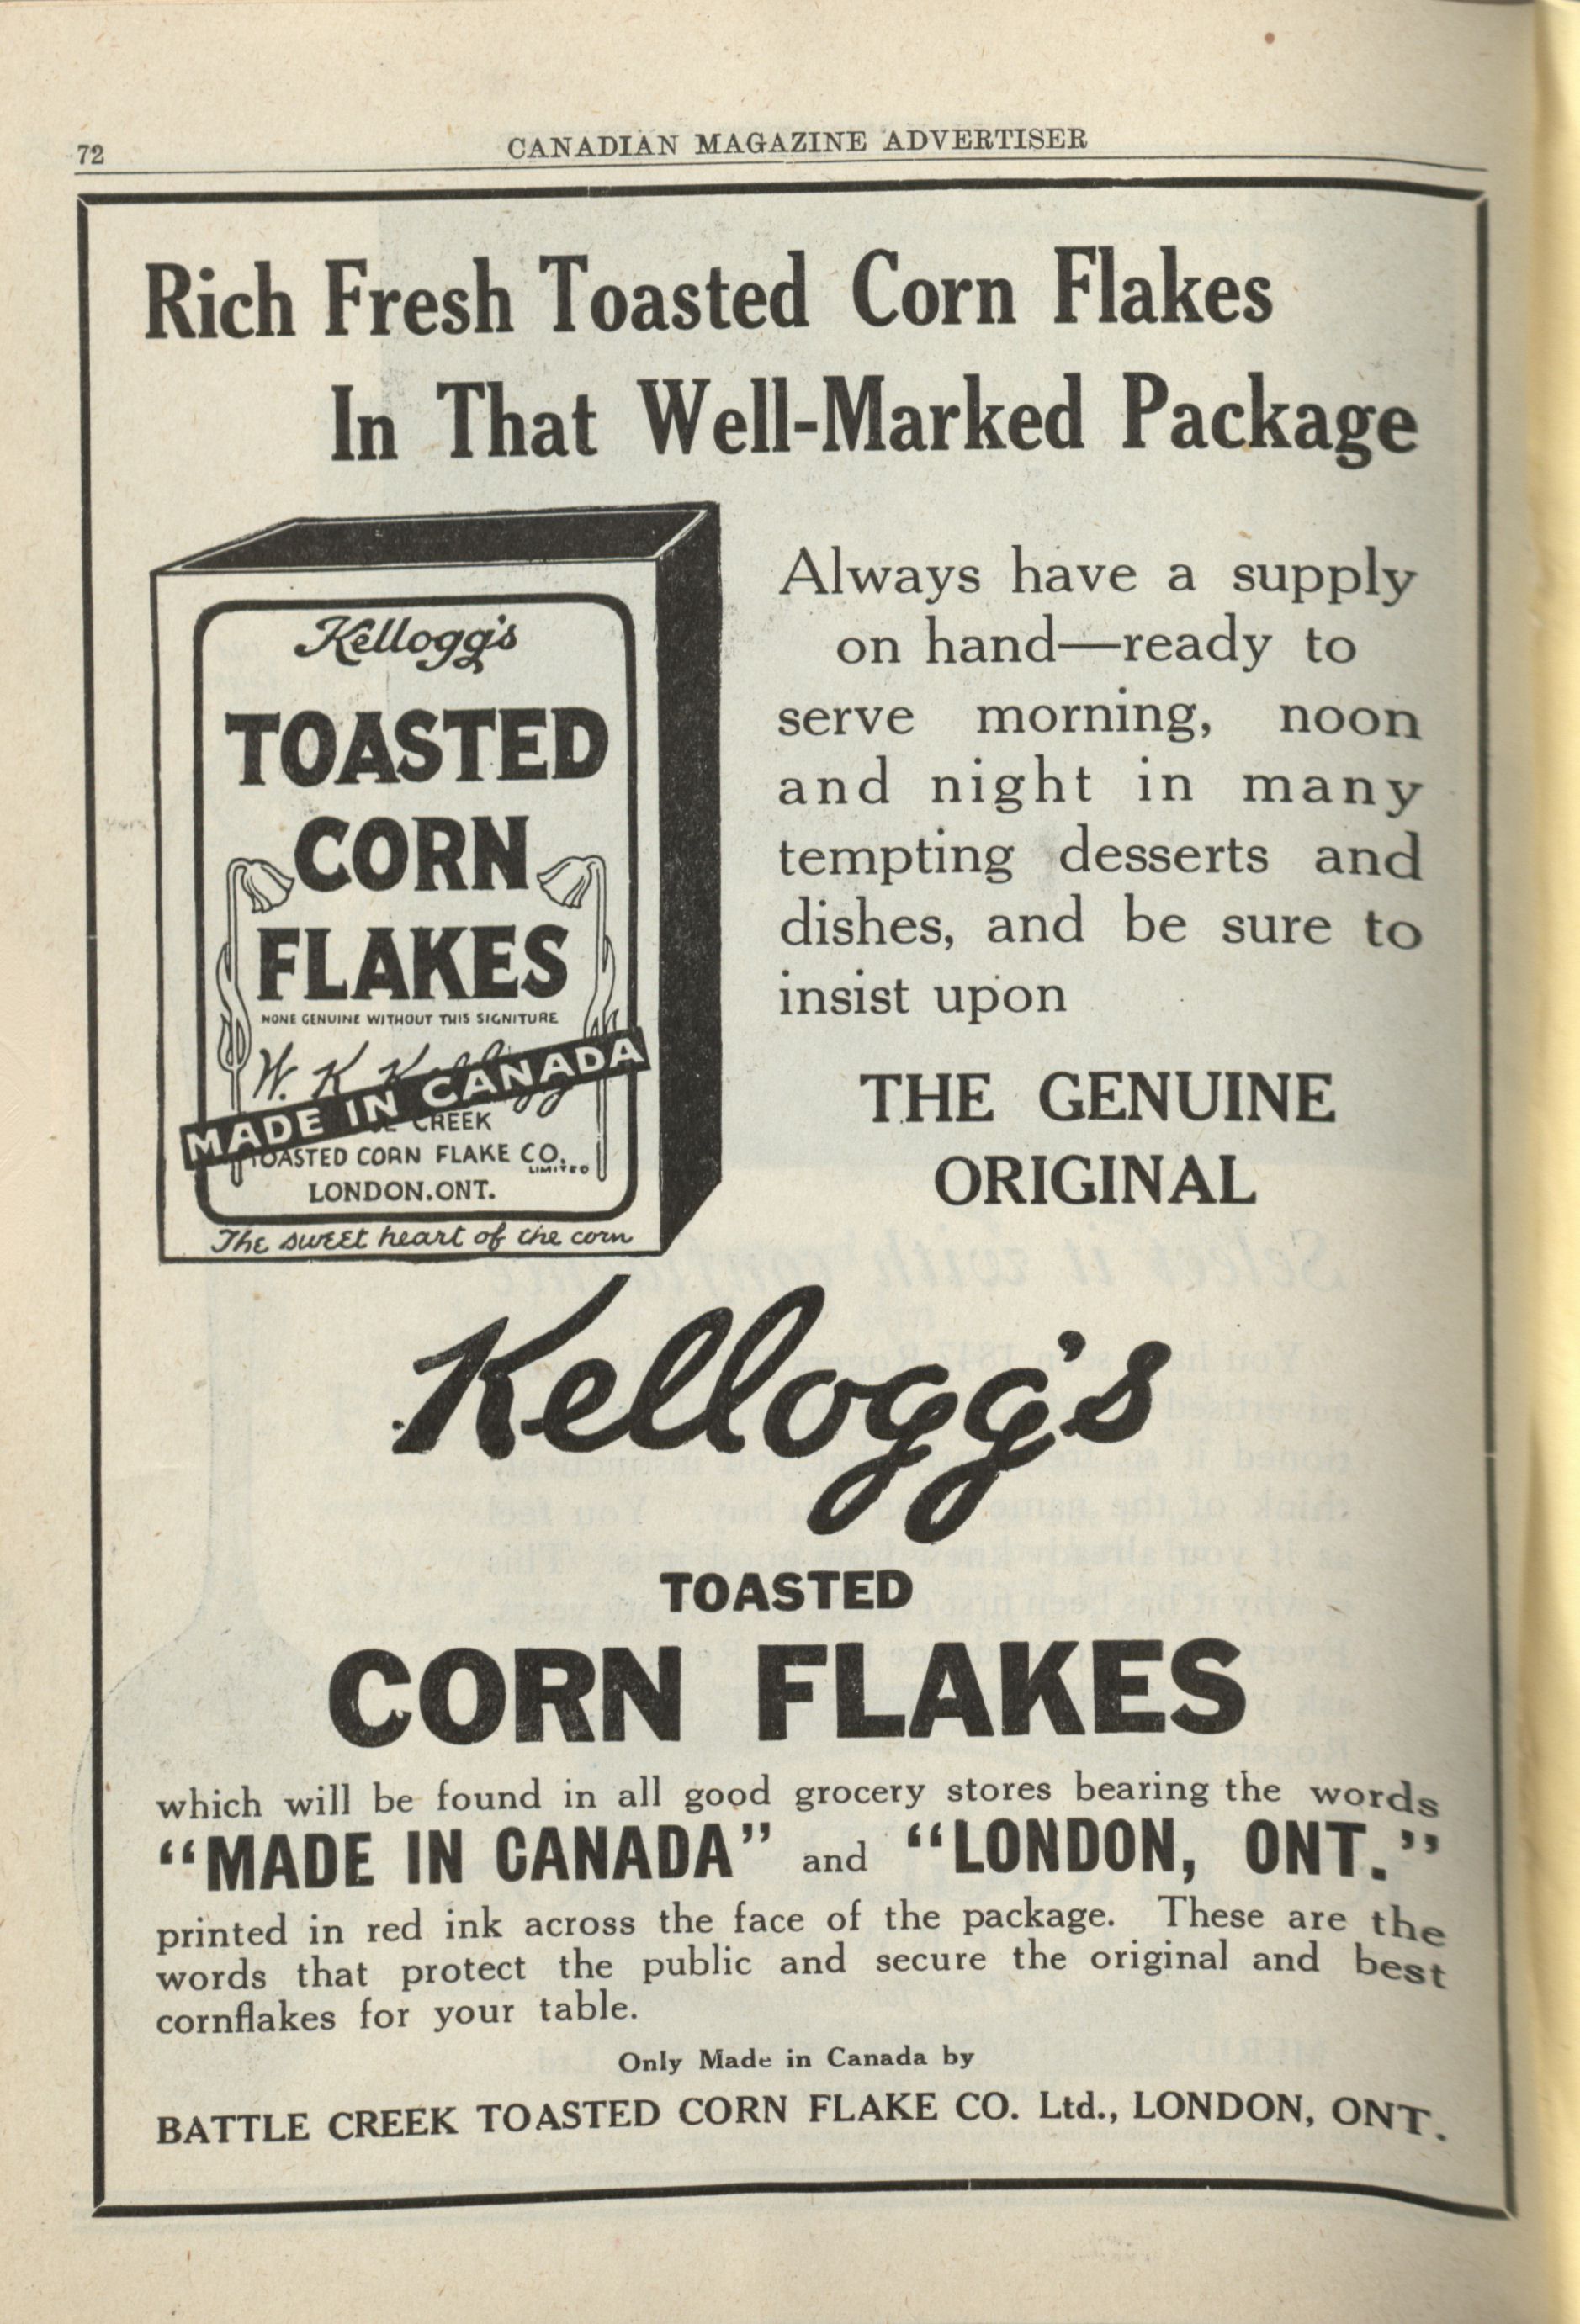 72
CANADIAN MAGAZINE ADVERTISER
Rich Fresh Toasted Corn Flakes
In That Well-Marked Package
Kellogg's
TOASTED
CORN
FLAKES
NONE GENUINE WITHOUT THIS SIGNITURE
W. K. Kellogg
MADE IN CANADA
CREEK
TOASTED CORN FLAKE CO.
LIMITED
LONDON.ONT.
The sweet heart of the corn
Always have a supply
on hand—ready to
serve morning, noon
and night in many
tempting desserts and
dishes, and be sure to
insist upon
THE GENUINE
ORIGINAL
Kellogg's
TOASTED
CORN FLAKES
which will be found in all good grocery stores bearing the words
“MADE IN CANADA” and “LONDON, ONT.”
printed in red ink across the face of the package. These are the
words that protect the public and secure the original and best
cornflakes for your table.
Only Made in Canada by
BATTLE CREEK TOASTED CORN FLAKE CO. Ltd., LONDON, ONT.